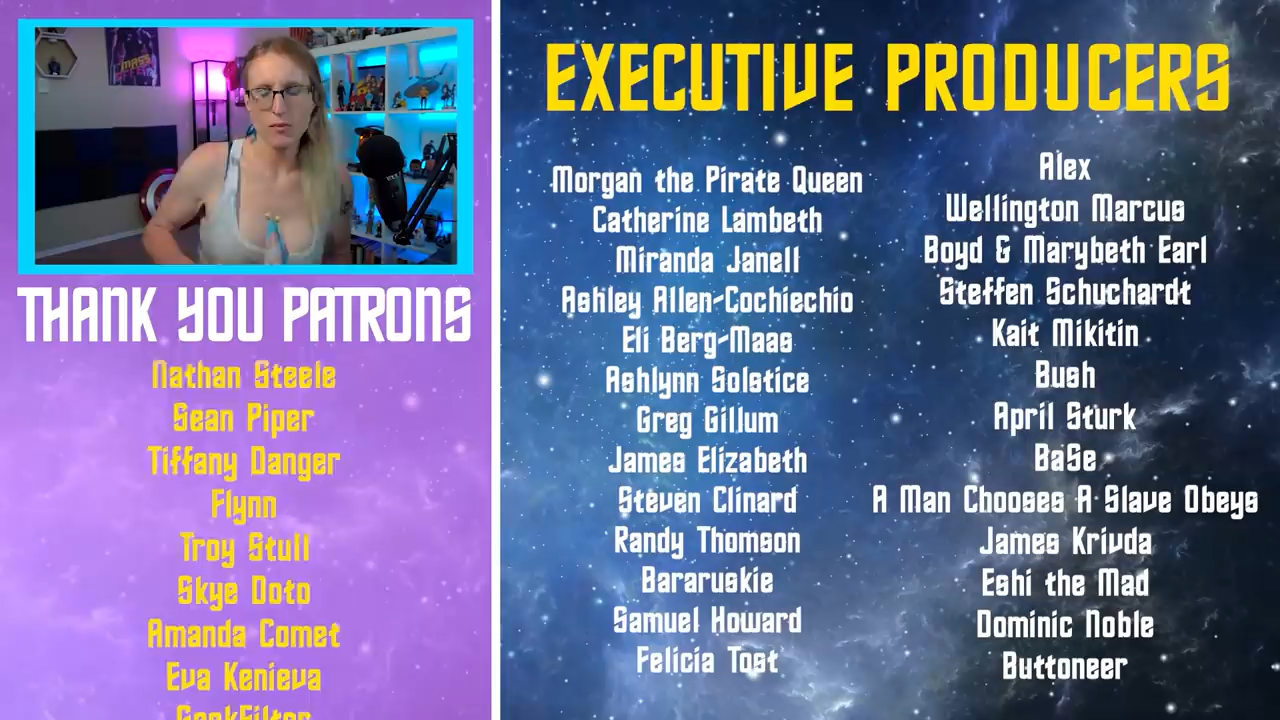 THANK YOU PATRONS
Nathan Steele
Sean Piper
Tiffany Danger
Flynn
Troy Stull
Skye Doto
Amanda Comet
Eva Kenieva
GeekFilter
EXECUTIVE PRODUCERS
Morgan the Pirate Queen
Catherine Lambeth
Miranda Janell
Ashley Allen-Cochiechio
Eli Berg-Maas
Ashlynn Solstice
Greg Gillum
James Elizabeth
Steven Clinard
Randy Thomson
Bararuskie
Samuel Howard
Felicia Tost
Alex
Wellington Marcus
Boyd & Marybeth Earl
Steffen Schuchardt
Kait Mikitin
Bush
April Sturk
BaSe
A Man Chooses A Slave Obeys
James Krivda
Eshi the Mad
Dominic Noble
Buttoneer